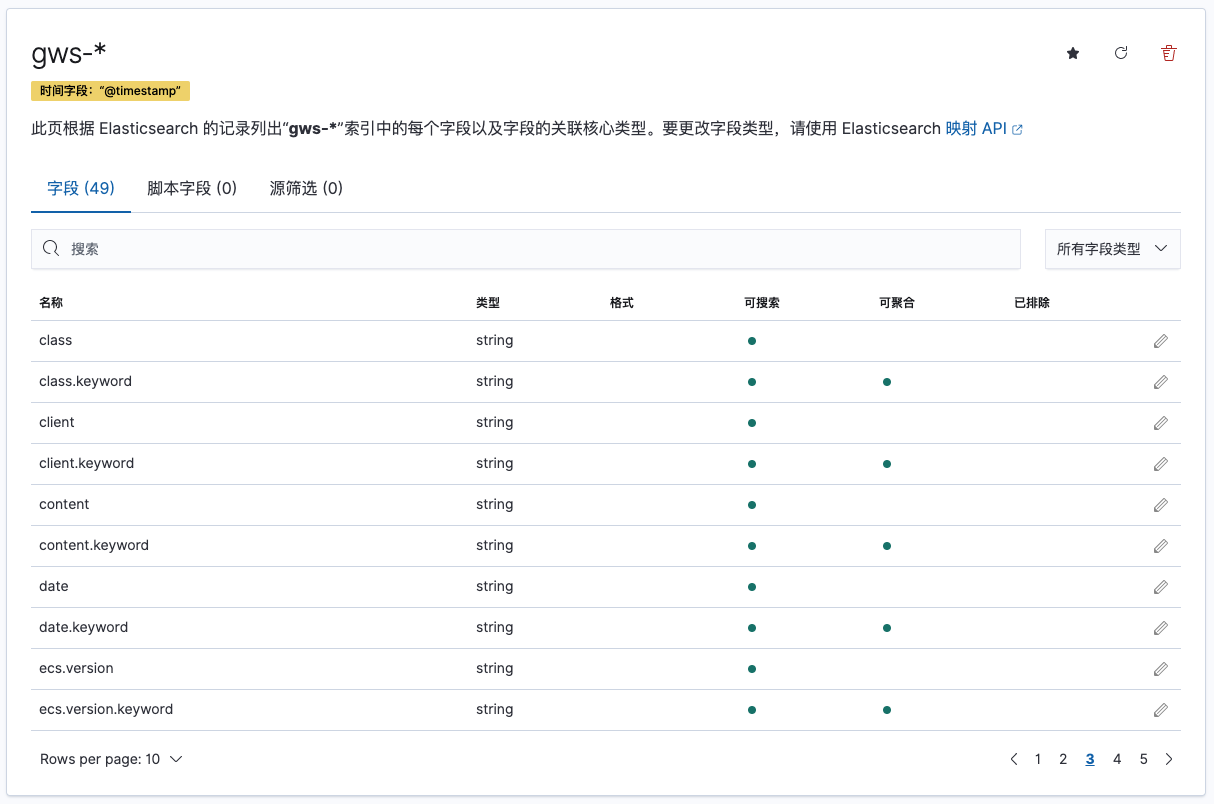 gws-*
时间字段：“@timestamp”
此页根据 Elasticsearch 的记录列出“gws-*”索引中的每个字段以及字段的关联核心类型。要更改字段类型，请使用 Elasticsearch 映射 API
字段 (49) 脚本字段 (0) 源筛选 (0)
搜索 所有字段类型
名称 类型 格式 可搜索 可聚合 已排除
class string
class.keyword string
client string
client.keyword string
content string
content.keyword string
date string
date.keyword string
ecs.version string
ecs.version.keyword string
Rows per page: 10 1 2 3 4 5